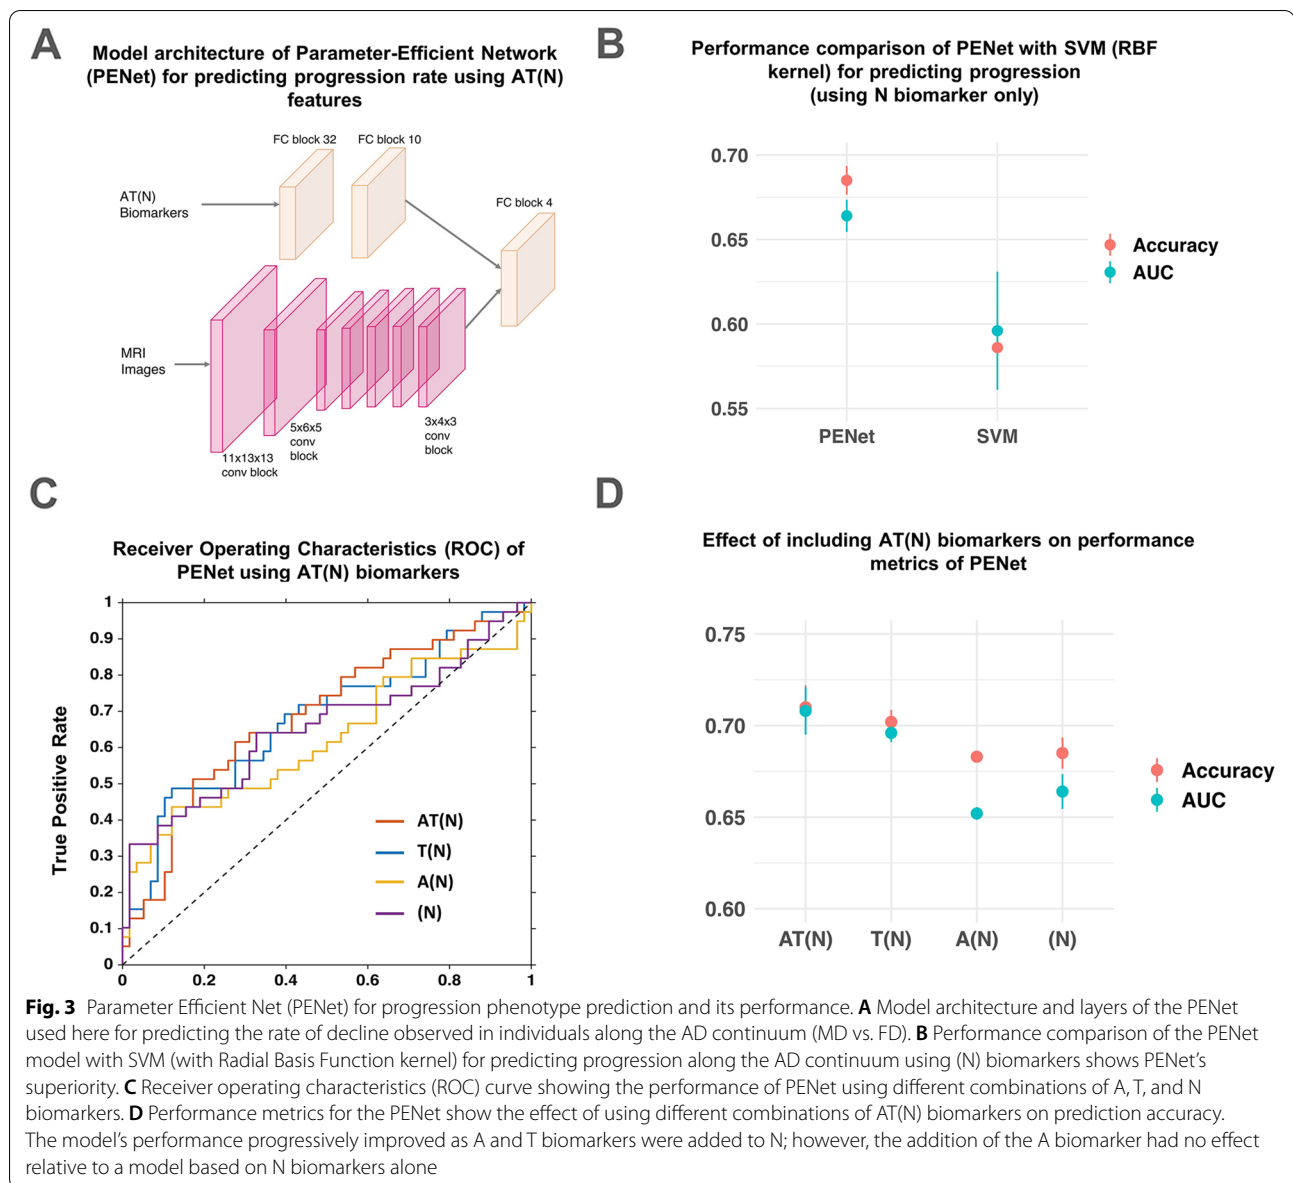 A
Model architecture of Parameter-Efficient Network
(PENet) for predicting progression rate using AT(N)
features
FC block 32
FC block 10
AT(N)
Biomarkers
FC block 4
MRI
Images
5x6x5
conv
block
3x4x3
conv
block
11x13x13
conv block
B
Performance comparison of PENet with SVM (RBF
kernel) for predicting progression
(using N biomarker only)
0.70
0.65
0.60
0.55
PENet
SVM
Accuracy
AUC
C
Receiver Operating Characteristics (ROC) of
PENet using AT(N) biomarkers
True Positive Rate
1
0.9
0.8
0.7
0.6
0.5
0.4
0.3
0.2
0.1
0
0
0.2
0.4
0.6
0.8
1
AT(N)
T(N)
A(N)
(N)
D
Effect of including AT(N) biomarkers on performance
metrics of PENet
0.75
0.70
0.65
0.60
AT(N)
T(N)
A(N)
(N)
Accuracy
AUC
Fig. 3 Parameter Efficient Net (PENet) for progression phenotype prediction and its performance. A Model architecture and layers of the PENet
used here for predicting the rate of decline observed in individuals along the AD continuum (MD vs. FD). B Performance comparison of the PENet
model with SVM (with Radial Basis Function kernel) for predicting progression along the AD continuum using (N) biomarkers shows PENet's
superiority. C Receiver operating characteristics (ROC) curve showing the performance of PENet using different combinations of A, T, and N
biomarkers. D Performance metrics for the PENet show the effect of using different combinations of AT(N) biomarkers on prediction accuracy.
The model's performance progressively improved as A and T biomarkers were added to N; however, the addition of the A biomarker had no effect
relative to a model based on N biomarkers alone